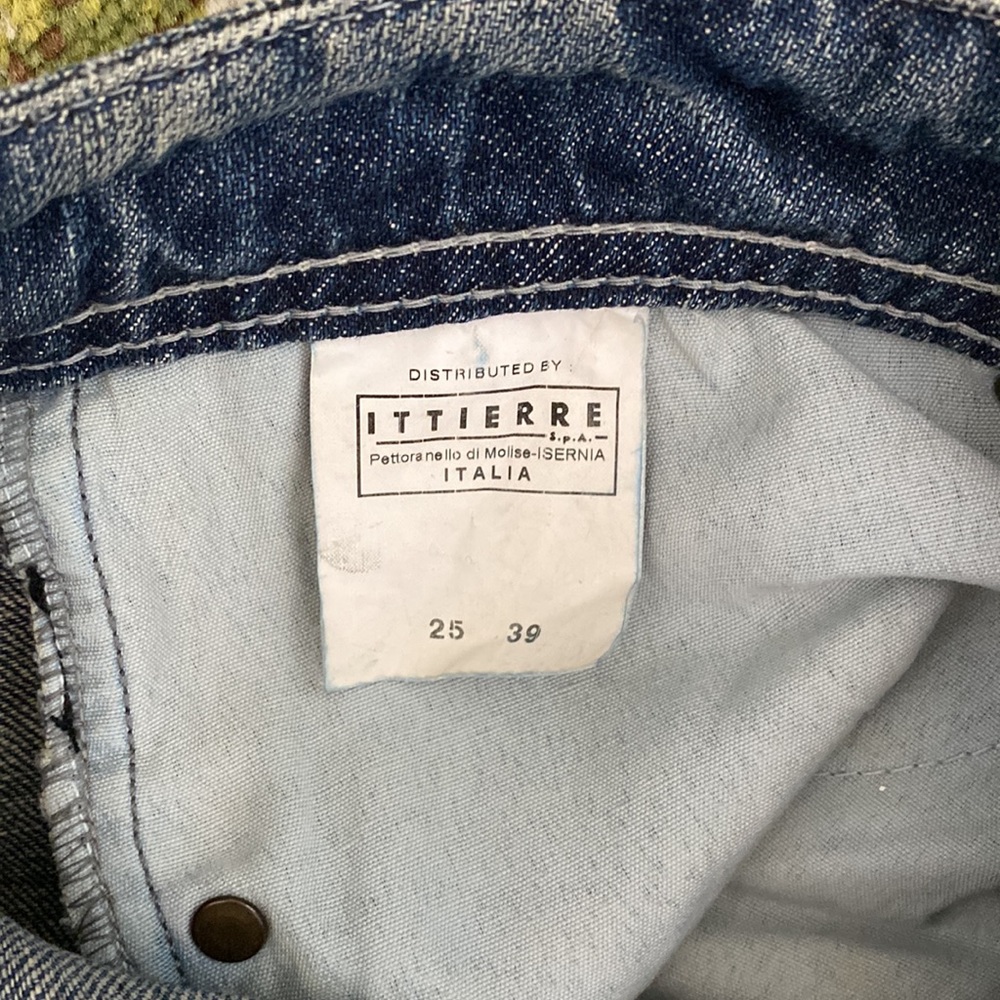 DISTRIBUTED BY :
ITTIERRE
S.p.A.
Pettoranello di Molise-ISERNIA
ITALIA
25 39